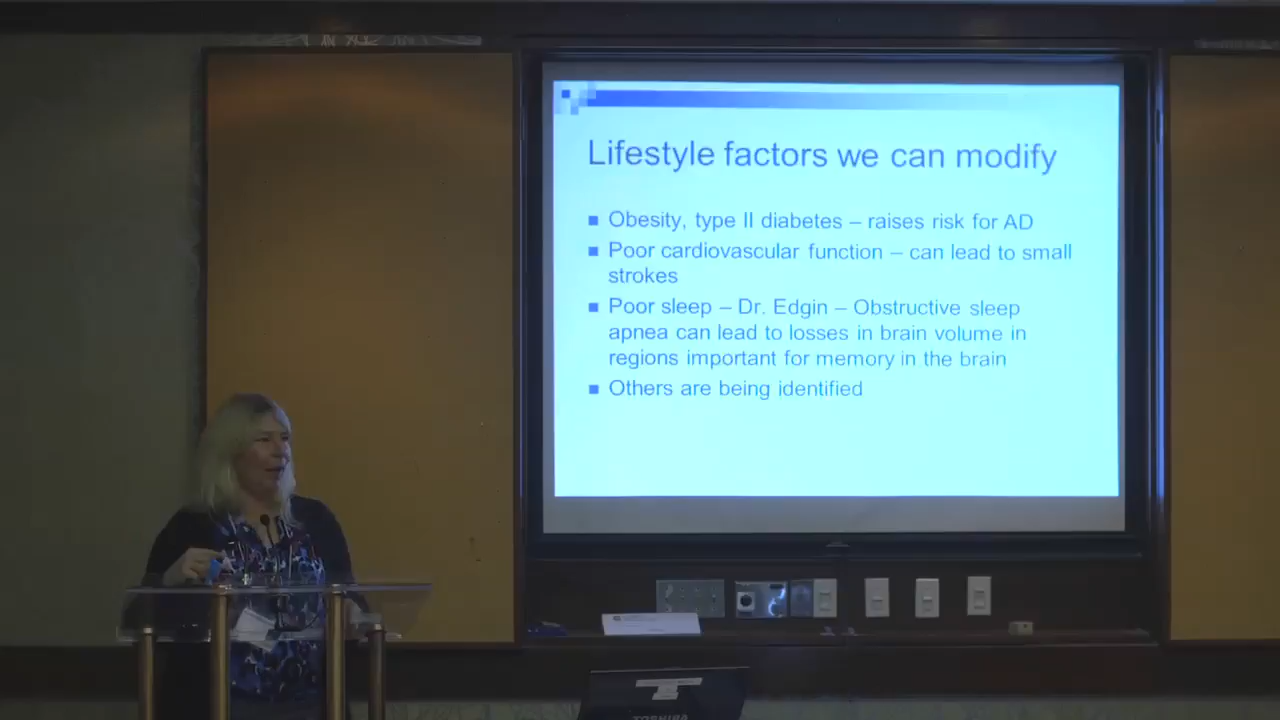 Lifestyle factors we can modify
Obesity, type II diabetes – raises risk for AD
Poor cardiovascular function – can lead to small
strokes
Poor sleep – Dr. Edgin – Obstructive sleep
apnea can lead to losses in brain volume in
regions important for memory in the brain
Others are being identified
TOSHIBA